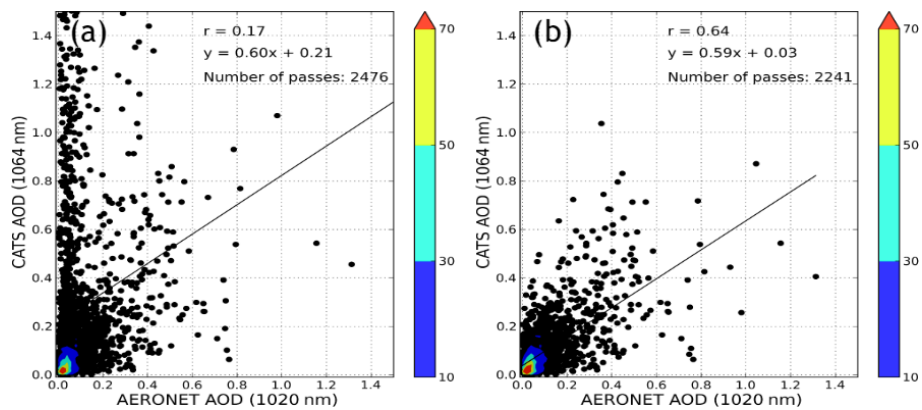 (a)
r = 0.17
y = 0.60x + 0.21
Number of passes: 2476
CATS AOD (1064 nm)
1.4
1.2
1.0
0.8
0.6
0.4
0.2
0.0
0.0 0.2 0.4 0.6 0.8 1.0 1.2 1.4
AERONET AOD (1020 nm)
70
50
30
10
(b)
r = 0.64
y = 0.59x + 0.03
Number of passes: 2241
CATS AOD (1064 nm)
1.4
1.2
1.0
0.8
0.6
0.4
0.2
0.0
0.0 0.2 0.4 0.6 0.8 1.0 1.2 1.4
AERONET AOD (1020 nm)
70
50
30
10